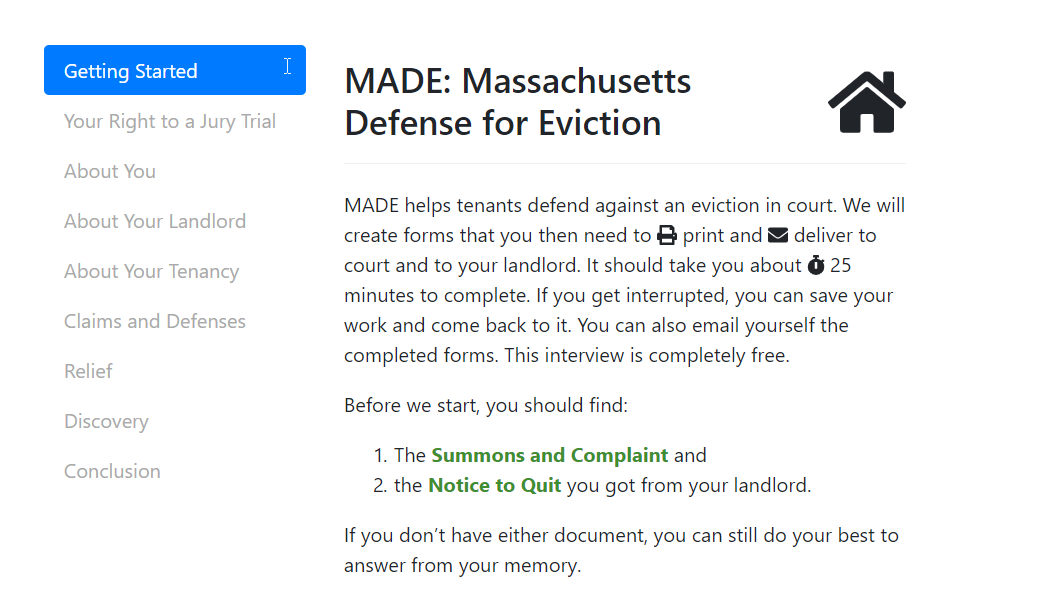 Getting Started
Your Right to a Jury Trial
About You
About Your Landlord
About Your Tenancy
Claims and Defenses
Relief
Discovery
Conclusion
MADE: Massachusetts
Defense for Eviction
MADE helps tenants defend against an eviction in court. We will
create forms that you then need to print and deliver to
court and to your landlord. It should take you about 25
minutes to complete. If you get interrupted, you can save your
work and come back to it. You can also email yourself the
completed forms. This interview is completely free.
Before we start, you should find:
1. The Summons and Complaint and
2. the Notice to Quit you got from your landlord.
If you don’t have either document, you can still do your best to
answer from your memory.